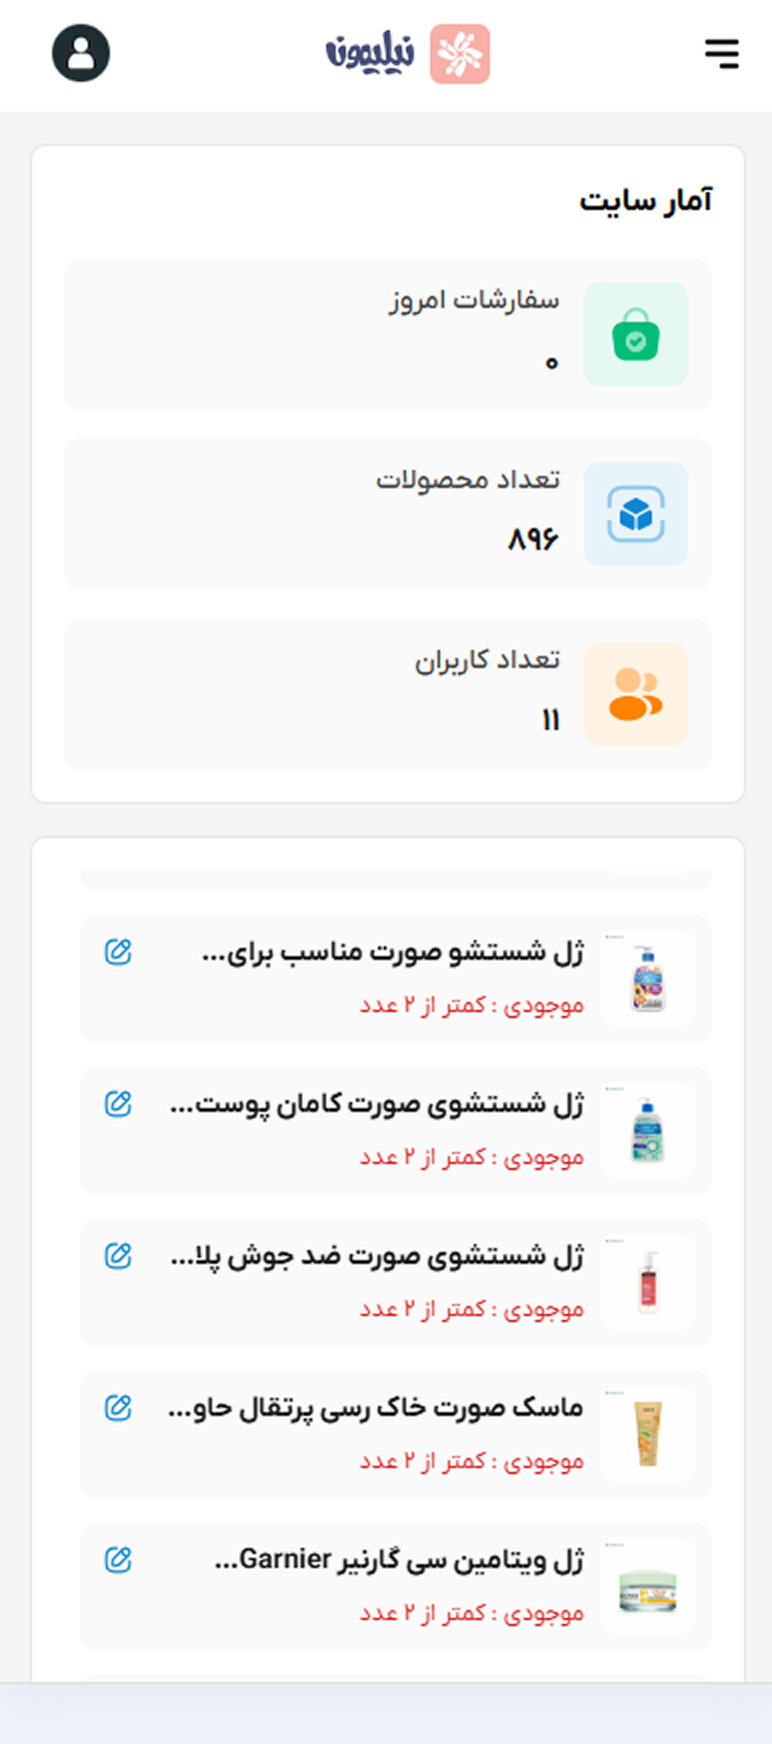 نیلیمونه
آمار سایت
سفارشات امروز
۰
تعداد محصولات
۸۹۶
تعداد کاربران
۱۱
ژل شستشو صورت مناسب برای...
موجودی : کمتر از ۲ عدد
ژل شستشوی صورت کامان پوست...
موجودی : کمتر از ۲ عدد
ژل شستشوی صورت ضد جوش پلا...
موجودی : کمتر از ۲ عدد
ماسک صورت خاک رسی پرتقال حاو...
موجودی : کمتر از ۲ عدد
ژل ویتامین سی گارنیر Garnier...
موجودی : کمتر از ۲ عدد